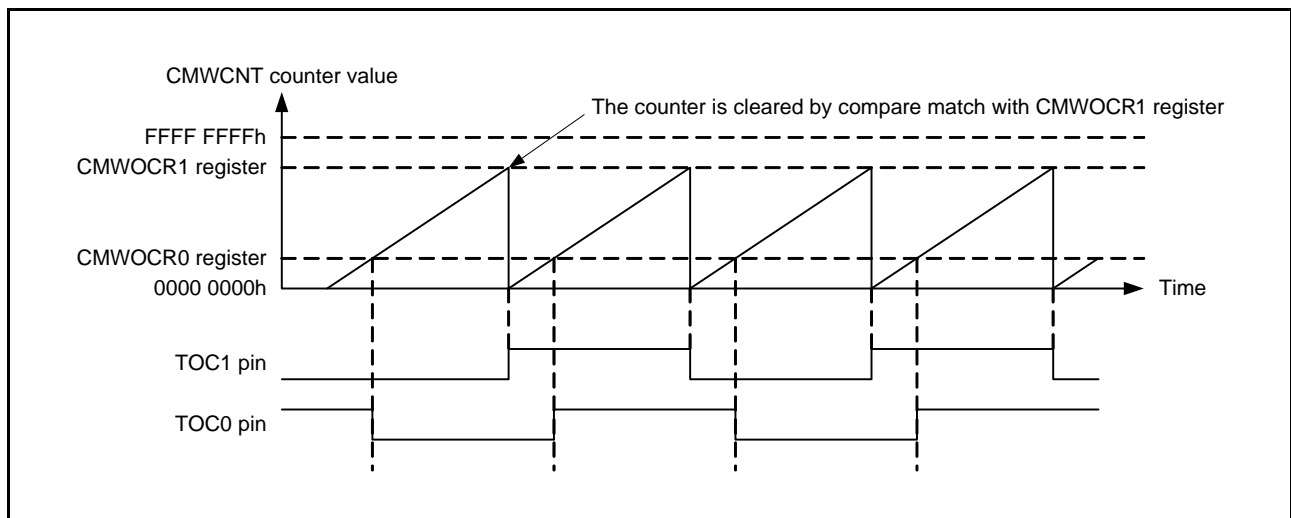 CMWCNT counter value
The counter is cleared by compare match with CMWOCR1 register
FFFF FFFFh
CMWOCR1 register
CMWOCR0 register
0000 0000h
Time
TOC1 pin
TOC0 pin